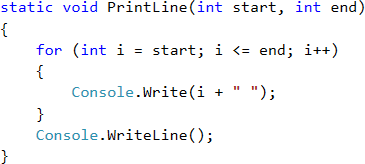 static void PrintLine(int start, int end)
{
    for (int i = start; i <= end; i++)
    {
        Console.Write(i + " ");
    }
    Console.WriteLine();
}